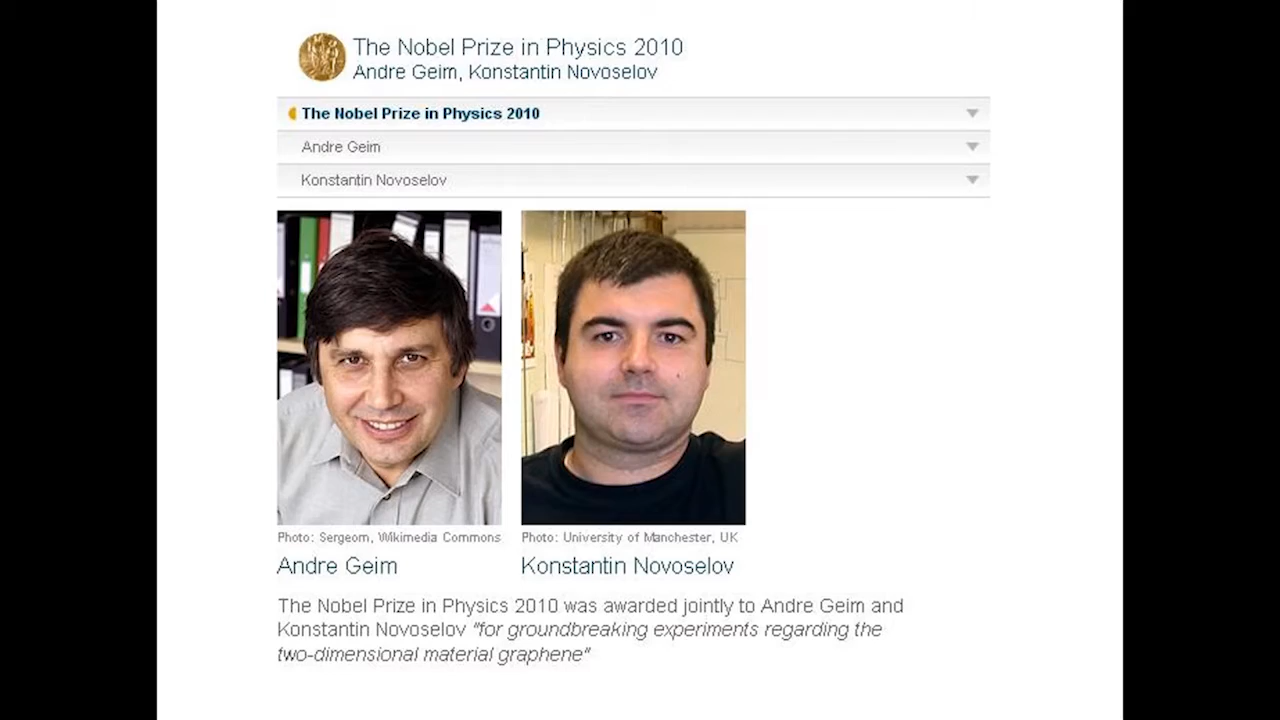 The Nobel Prize in Physics 2010
Andre Geim, Konstantin Novoselov
The Nobel Prize in Physics 2010
Andre Geim
Konstantin Novoselov
Photo: Sergeom, Wikimedia Commons
Photo: University of Manchester, UK
Andre Geim
Konstantin Novoselov
The Nobel Prize in Physics 2010 was awarded jointly to Andre Geim and
Konstantin Novoselov "for groundbreaking experiments regarding the
two-dimensional material graphene"